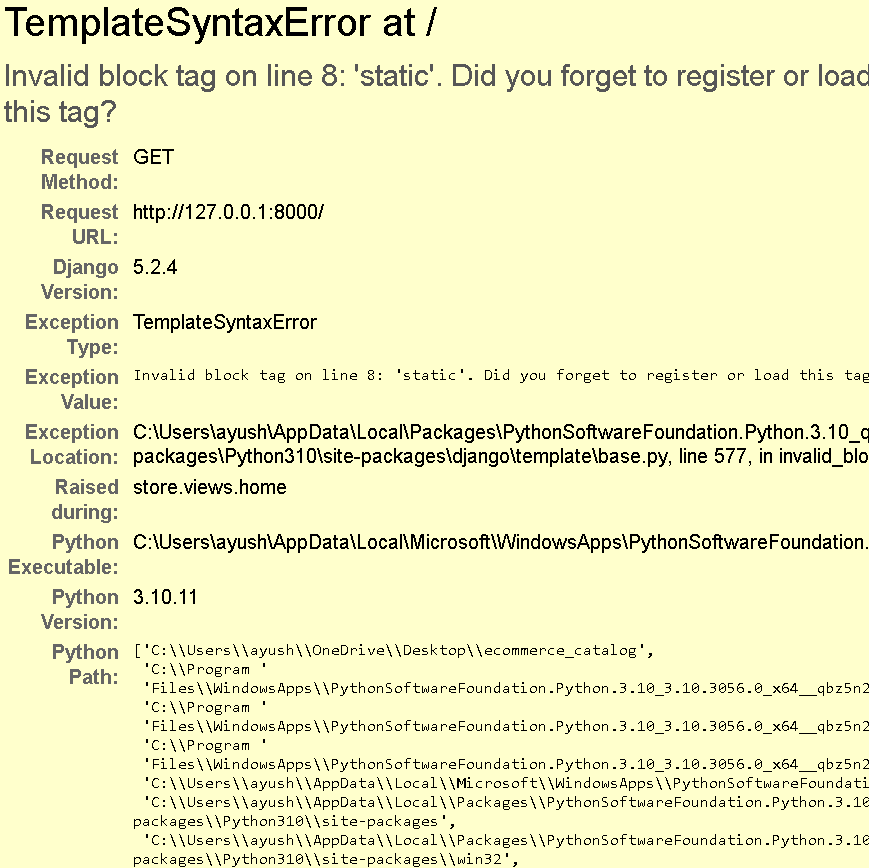 TemplateSyntaxError at /
Invalid block tag on line 8: 'static'. Did you forget to register or load
this tag?
Request Method: GET
Request URL: http://127.0.0.1:8000/
Django Version: 5.2.4
Exception Type: TemplateSyntaxError
Exception Value: Invalid block tag on line 8: 'static'. Did you forget to register or load this tag
Exception Location: C:\Users\ayush\AppData\Local\Packages\PythonSoftwareFoundation.Python.3.10_q
packages\Python310\site-packages\django\template\base.py, line 577, in invalid_blo
Raised during: store.views.home
Python Executable: C:\Users\ayush\AppData\Local\Microsoft\WindowsApps\PythonSoftwareFoundation.
Python Version: 3.10.11
Python Path: ['C:\\Users\\ayush\\OneDrive\\Desktop\\ecommerce_catalog',
'C:\\Program '
'Files\\WindowsApps\\PythonSoftwareFoundation.Python.3.10_3.10.3056.0_x64__qbz5n2
'C:\\Program '
'Files\\WindowsApps\\PythonSoftwareFoundation.Python.3.10_3.10.3056.0_x64__qbz5n2
'C:\\Program '
'Files\\WindowsApps\\PythonSoftwareFoundation.Python.3.10_3.10.3056.0_x64__qbz5n2
'C:\\Users\\ayush\\AppData\\Local\\Microsoft\\WindowsApps\\PythonSoftwareFoundati
'C:\\Users\\ayush\\AppData\\Local\\Packages\\PythonSoftwareFoundation.Python.3.10
packages\\Python310\\site-packages',
'C:\\Users\\ayush\\AppData\\Local\\Packages\\PythonSoftwareFoundation.Python.3.10
packages\\Python310\\site-packages\\win32',